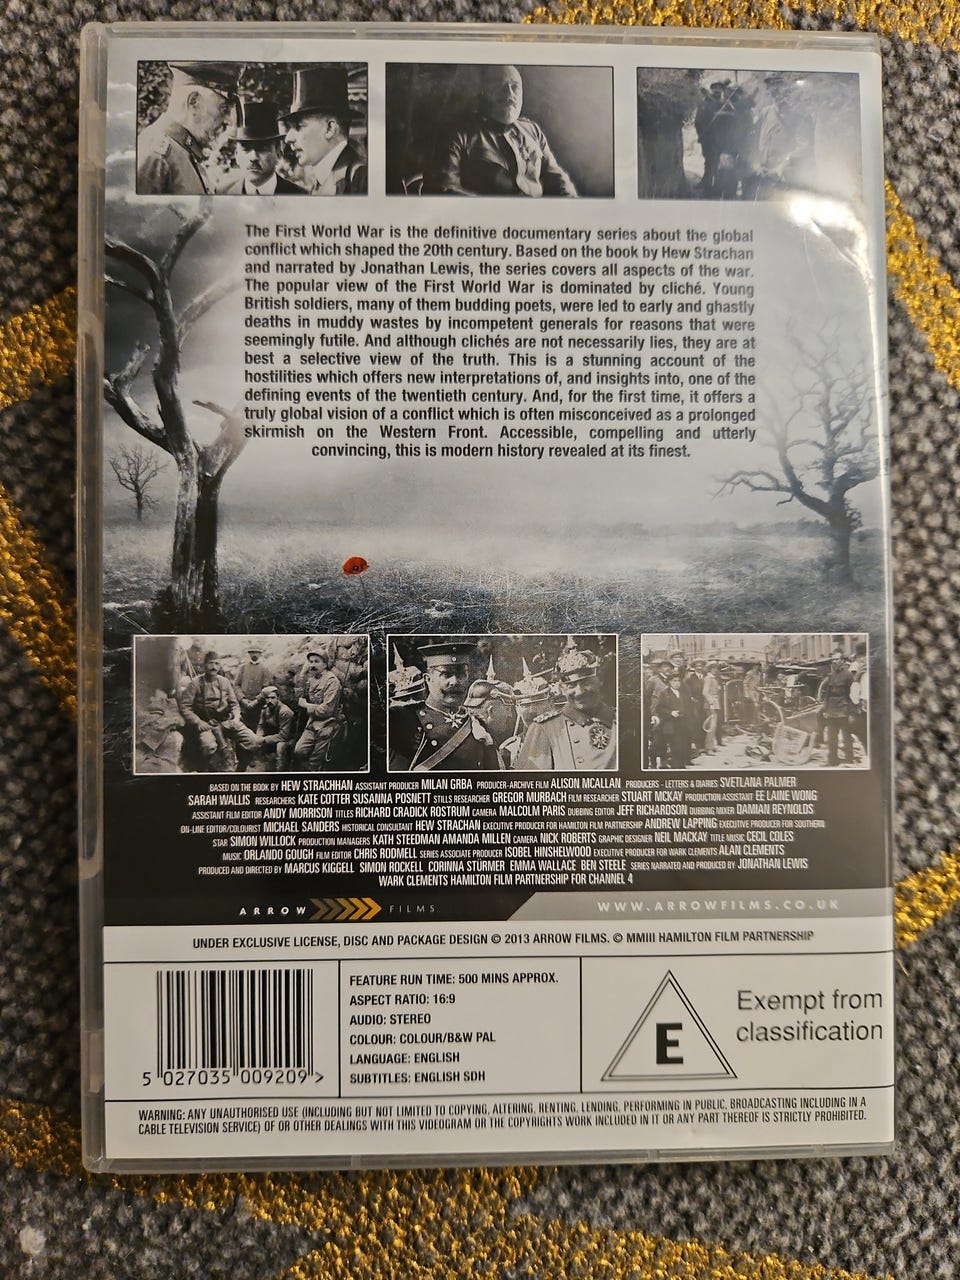 The First World War is the definitive documentary series about the global
conflict which shaped the 20th century. Based on the book by Hew Strachan
and narrated by Jonathan Lewis, the series covers all aspects of the war.
The popular view of the First World War is dominated by cliché. Young
British soldiers, many of them budding poets, were led to early and ghastly
deaths in muddy wastes by incompetent generals for reasons that were
seemingly futile. And although clichés are not necessarily lies, they are at
best a selective view of the truth. This is a stunning account of the
hostilities which offers new interpretations of, and insights into, one of the
defining events of the twentieth century. And, for the first time, it offers a
truly global vision of a conflict which is often misconceived as a prolonged
skirmish on the Western Front. Accessible, compelling and utterly
convincing, this is modern history revealed at its finest.
BASED ON THE BOOK BY HEW STRACHHAN ASSISTANT PRODUCER MILAN GRBA PRODUCER-ARCHIVE FILM ALISON MCALLAN PRODUCERS - LETTERS & DIARIES SVETLANA PALMER
SARAH WALLIS RESEARCHERS KATE COTTER SUSANNA POSNETT STILLS RESEARCHER GREGOR MURBACH FILM RESEARCHER STUART MCKAY PRODUCTION ASSISTANT EE LAINE WONG
ASSISTANT FILM EDITOR ANDY MORRISON TITLES RICHARD CRADICK ROSTRUM CAMERA MALCOLM PARIS DUBBING EDITOR JEFF RICHARDSON DUBBING MIXER DAMIAN REYNOLDS
ON-LINE EDITOR/COLOURIST MICHAEL SANDERS HISTORICAL CONSULTANT HEW STRACHAN EXECUTIVE PRODUCER FOR HAMILTON FILM PARTNERSHIP ANDREW LAPPING EXECUTIVE PRODUCER FOR SOUTHERN
STAR SIMON WILLOCK PRODUCTION MANAGERS KATH STEEDMAN AMANDA MILLEN CAMERA NICK ROBERTS GRAPHIC DESIGNER NEIL MACKAY TITLE MUSIC CECIL COLES
MUSIC ORLANDO GOUGH FILM EDITOR CHRIS RODMELL SERIES ASSOCIATE PRODUCER ISOBEL HINSHELWOOD EXECUTIVE PRODUCER FOR WARK CLEMENTS ALAN CLEMENTS
PRODUCED AND DIRECTED BY MARCUS KIGGELL SIMON ROCKELL CORINNA STÜRMER EMMA WALLACE BEN STEELE SERIES NARRATED AND PRODUCED BY JONATHAN LEWIS
WARK CLEMENTS HAMILTON FILM PARTNERSHIP FOR CHANNEL 4
ARROW FILMS
WWW.ARROWFILMS.CO.UK
UNDER EXCLUSIVE LICENSE, DISC AND PACKAGE DESIGN © 2013 ARROW FILMS. © MMIII HAMILTON FILM PARTNERSHIP
5 027035 009209 >
FEATURE RUN TIME: 500 MINS APPROX.
ASPECT RATIO: 16:9
AUDIO: STEREO
COLOUR: COLOUR/B&W PAL
LANGUAGE: ENGLISH
SUBTITLES: ENGLISH SDH
E
Exempt from
classification
WARNING: ANY UNAUTHORISED USE (INCLUDING BUT NOT LIMITED TO COPYING, ALTERING, RENTING, LENDING, PERFORMING IN PUBLIC, BROADCASTING INCLUDING IN A
CABLE TELEVISION SERVICE) OF OR OTHER DEALINGS WITH THIS VIDEOGRAM OR THE COPYRIGHTS WORK INCLUDED IN IT OR ANY PART THEREOF IS STRICTLY PROHIBITED.